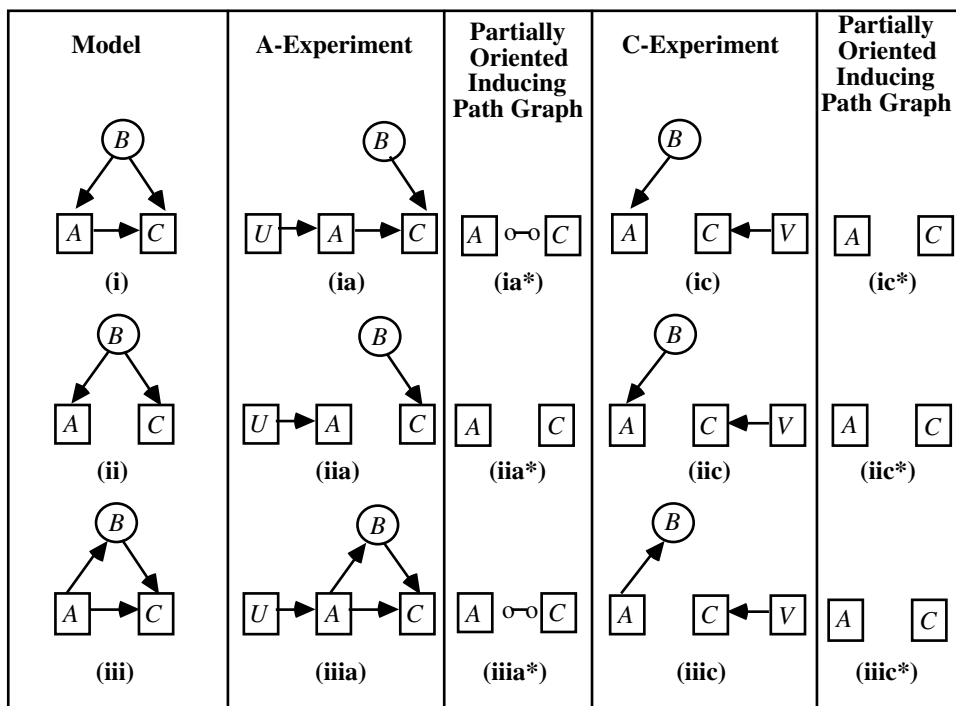 Model
A-Experiment
Partially
Oriented
Inducing
Path Graph
C-Experiment
Partially
Oriented
Inducing
Path Graph
B
B
B
A C
U A C
A o-o C
A C V
A C
(i)
(ia)
(ia*)
(ic)
(ic*)
B
B
B
A C
U A C
A C
A C V
A C
(ii)
(iia)
(iia*)
(iic)
(iic*)
B
B
B
A C
U A C
A o-o C
A C V
A C
(iii)
(iiia)
(iiia*)
(iiic)
(iiic*)